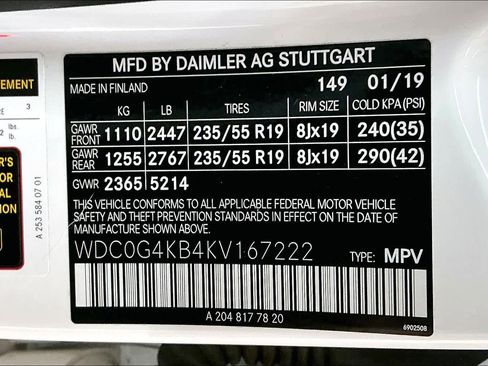 MFD BY DAIMLER AG STUTTGART
MADE IN FINLAND 149 01/19
KG LB TIRES RIM SIZE COLD KPA (PSI)
GAWR FRONT 1110 2447 235/55 R19 8Jx19 240(35)
GAWR REAR 1255 2767 235/55 R19 8Jx19 290(42)
GVWR 2365 5214
THIS VEHICLE CONFORMS TO ALL APPLICABLE FEDERAL MOTOR VEHICLE
SAFETY AND THEFT PREVENTION STANDARDS IN EFFECT ON THE DATE OF
MANUFACTURE SHOWN ABOVE.
WDC0G4KB4KV167222 TYPE: MPV
A 204 817 78 20
6902508
A 253 584 07 01
3
lbs.
lb.